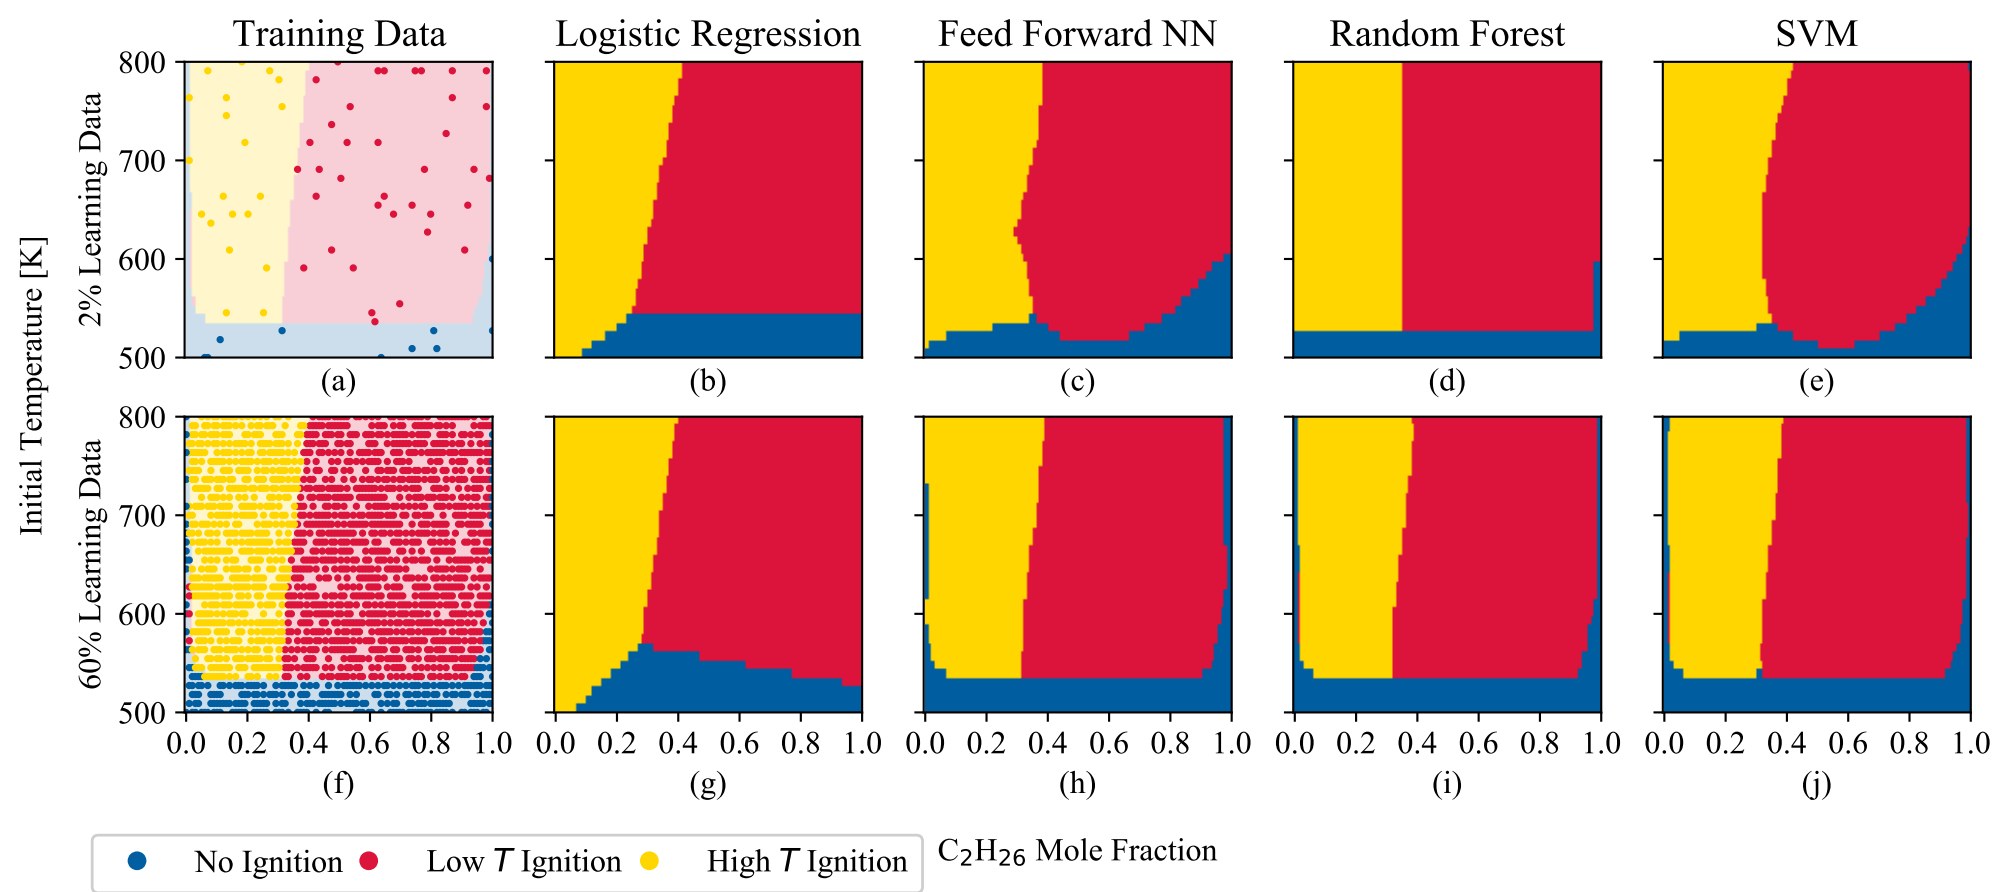 Training Data
Logistic Regression
Feed Forward NN
Random Forest
SVM
Initial Temperature [K]
2% Learning Data
800
700
600
500
(a)
(b)
(c)
(d)
(e)
60% Learning Data
800
700
600
500
0.0 0.2 0.4 0.6 0.8 1.0
0.0 0.2 0.4 0.6 0.8 1.0
0.0 0.2 0.4 0.6 0.8 1.0
0.0 0.2 0.4 0.6 0.8 1.0
0.0 0.2 0.4 0.6 0.8 1.0
(f)
(g)
(h)
(i)
(j)
No Ignition
Low T Ignition
High T Ignition
C₂H₂₆ Mole Fraction